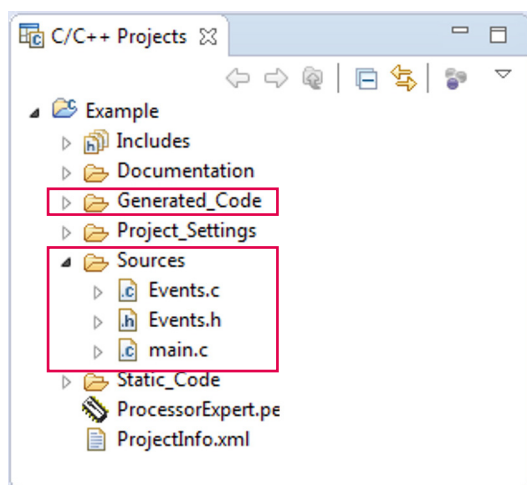 C/C++ Projects
Example
Includes
Documentation
Generated_Code
Project_Settings
Sources
.c Events.c
.h Events.h
.c main.c
Static_Code
ProcessorExpert.pe
ProjectInfo.xml